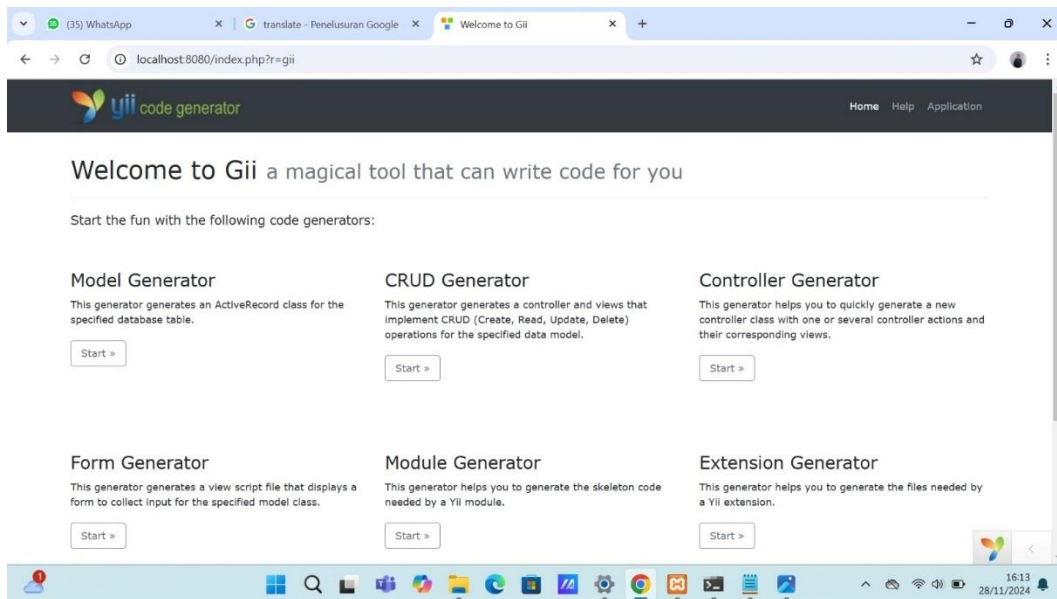 (35) WhatsApp
translate - Penelusuran Google
Welcome to Gii
localhost:8080/index.php?r=gii
yii code generator
Home Help Application
Welcome to Gii a magical tool that can write code for you
Start the fun with the following code generators:
Model Generator
This generator generates an ActiveRecord class for the
specified database table.
Start »
CRUD Generator
This generator generates a controller and views that
implement CRUD (Create, Read, Update, Delete)
operations for the specified data model.
Start »
Controller Generator
This generator helps you to quickly generate a new
controller class with one or several controller actions and
their corresponding views.
Start »
Form Generator
This generator generates a view script file that displays a
form to collect input for the specified model class.
Start »
Module Generator
This generator helps you to generate the skeleton code
needed by a Yii module.
Start »
Extension Generator
This generator helps you to generate the files needed by
a Yii extension.
Start »
1
16:13
28/11/2024